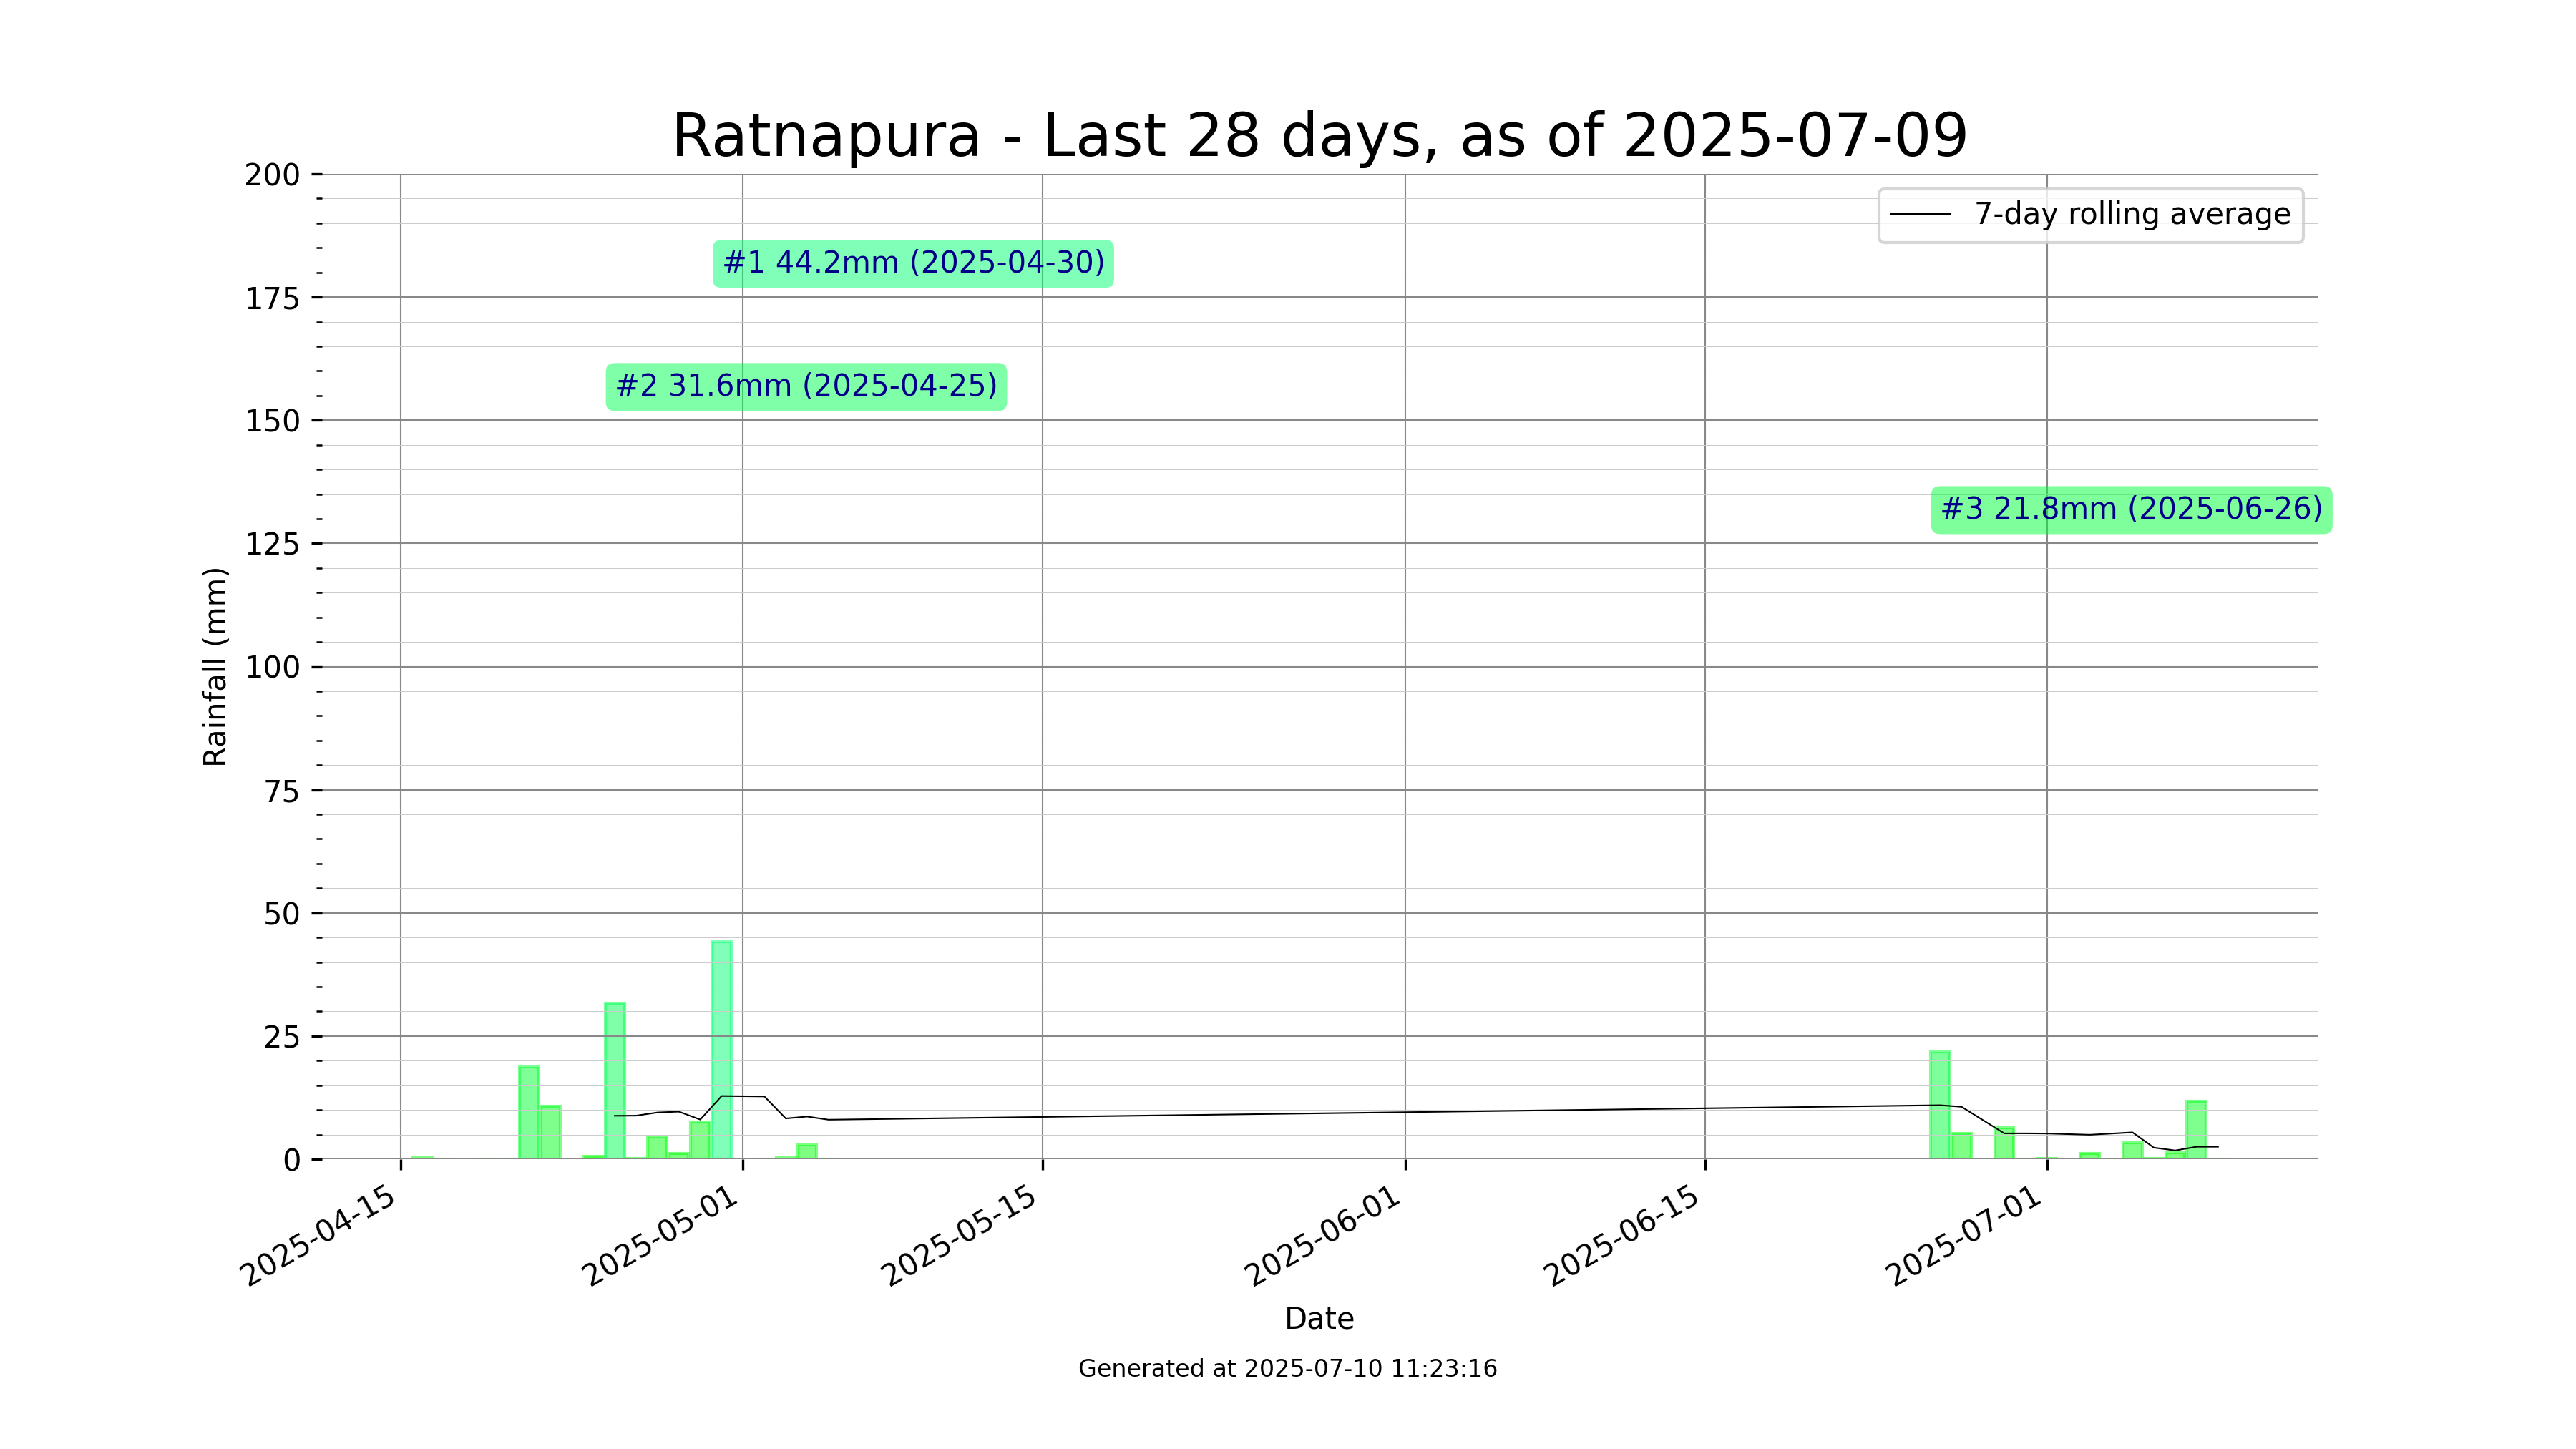 Ratnapura - Last 28 days, as of 2025-07-09
7-day rolling average
#1 44.2mm (2025-04-30)
#2 31.6mm (2025-04-25)
#3 21.8mm (2025-06-26)
Rainfall (mm)
200
175
150
125
100
75
50
25
0
2025-04-15
2025-05-01
2025-05-15
2025-06-01
2025-06-15
2025-07-01
Date
Generated at 2025-07-10 11:23:16